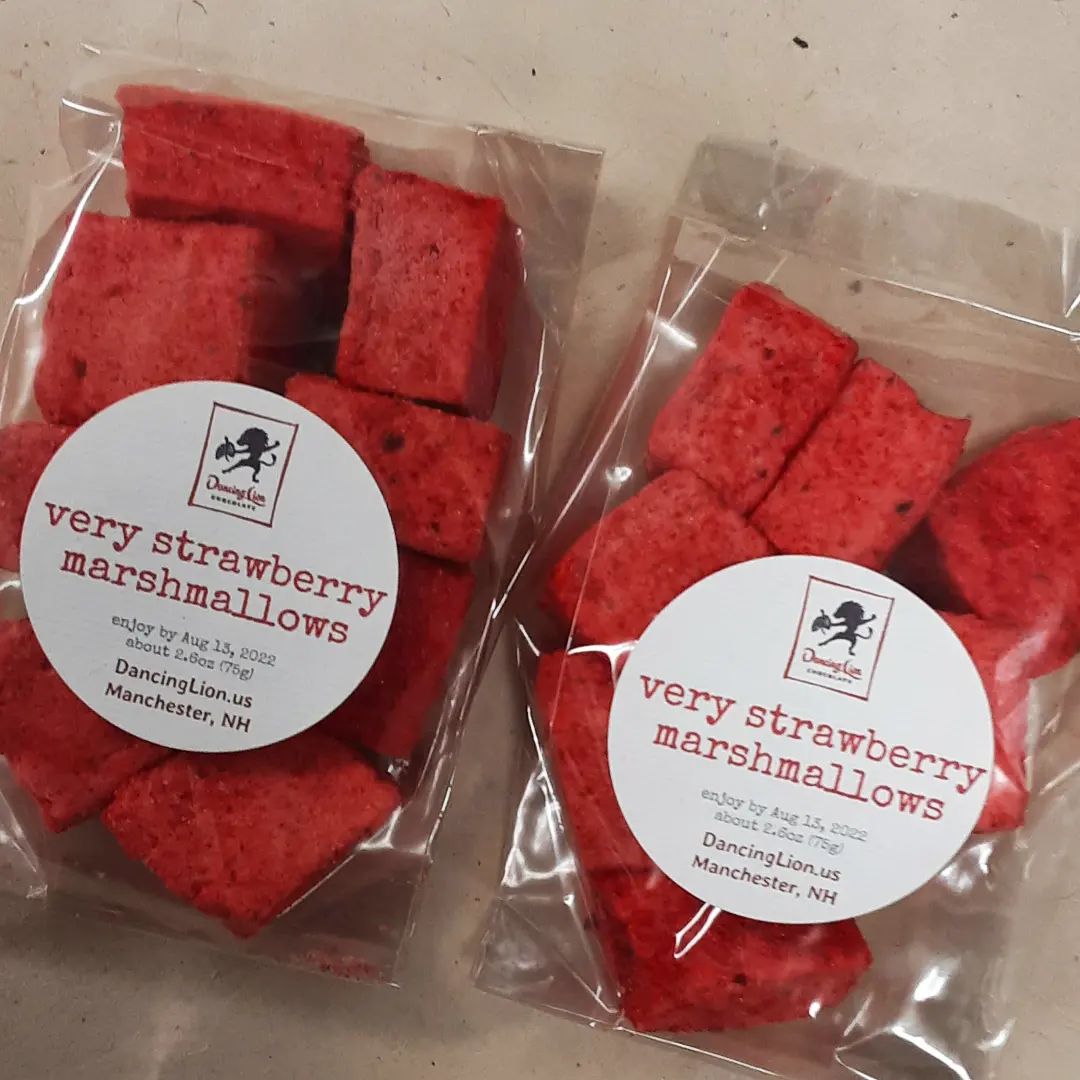 Dancing Lion
CHOCOLATE
very strawberry
marshmallows
enjoy by Aug 13, 2022
about 2.6oz (75g)
DancingLion.us
Manchester, NH
Dancing Lion
CHOCOLATE
very strawberry
marshmallows
enjoy by Aug 13, 2022
about 2.6oz (75g)
DancingLion.us
Manchester, NH